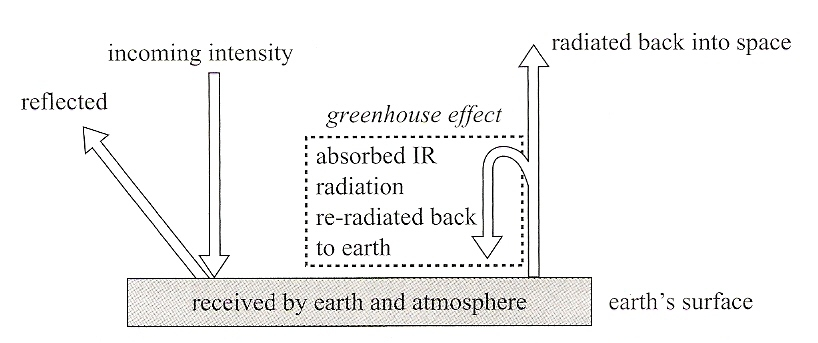 incoming intensity
radiated back into space
reflected
greenhouse effect
absorbed IR
radiation
re-radiated back
to earth
received by earth and atmosphere
earth's surface